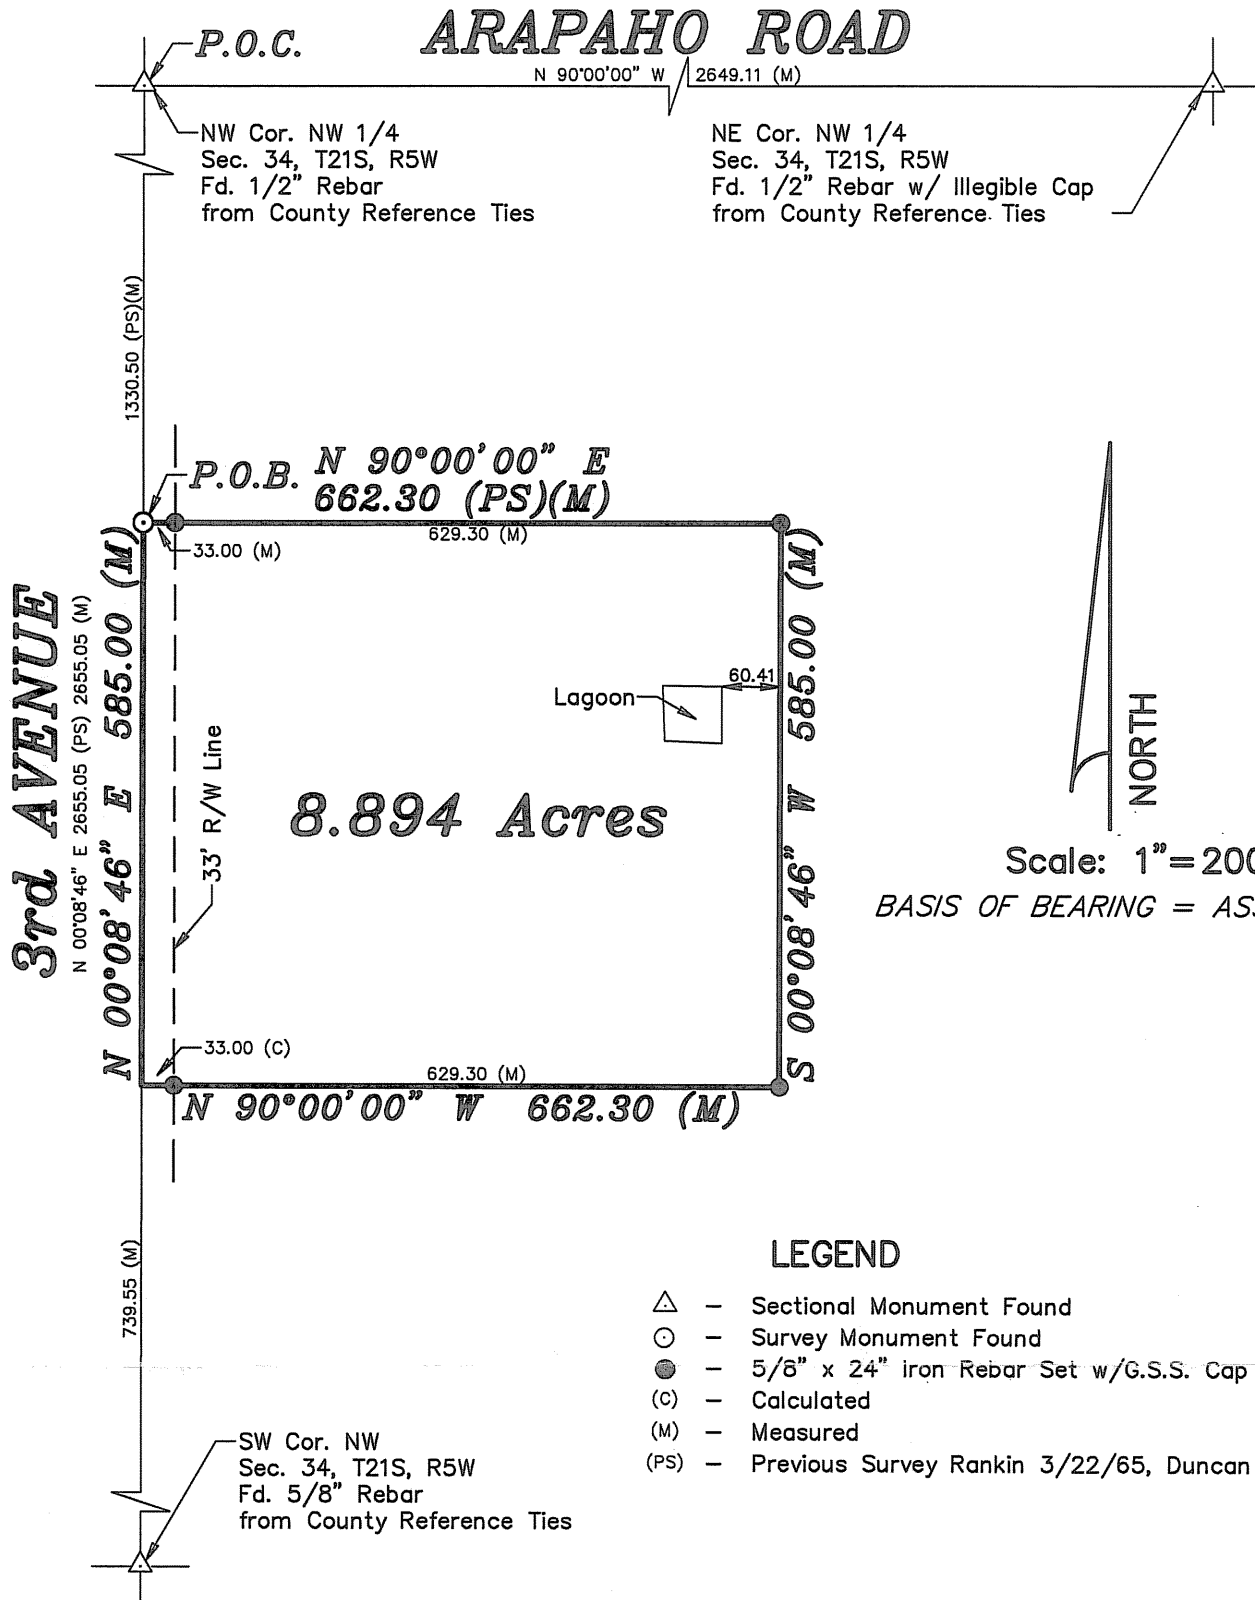 ARAPAHO ROAD
P.O.C.
N 90°00'00" W 2649.11 (M)
NW Cor. NW 1/4
Sec. 34, T21S, R5W
Fd. 1/2" Rebar
from County Reference Ties
NE Cor. NW 1/4
Sec. 34, T21S, R5W
Fd. 1/2" Rebar w/ Illegible Cap
from County Reference Ties
1330.50 (PS)(M)
P.O.B.
N 90°00'00" E
662.30 (PS)(M)
629.30 (M)
33.00 (M)
3rd AVENUE
N 00°08'46" E 2655.05 (PS) 2655.05 (M)
N 00°08'46" E 585.00 (M)
33' R/W Line
Lagoon
60.41
S 00°08'46" W 585.00 (M)
8.894 Acres
NORTH
Scale: 1"=200
BASIS OF BEARING = ASS
33.00 (C)
629.30 (M)
N 90°00'00" W 662.30 (M)
739.55 (M)
LEGEND
— Sectional Monument Found
— Survey Monument Found
— 5/8" x 24" iron Rebar Set w/G.S.S. Cap
(C) — Calculated
(M) — Measured
(PS) — Previous Survey Rankin 3/22/65, Duncan
SW Cor. NW
Sec. 34, T21S, R5W
Fd. 5/8" Rebar
from County Reference Ties